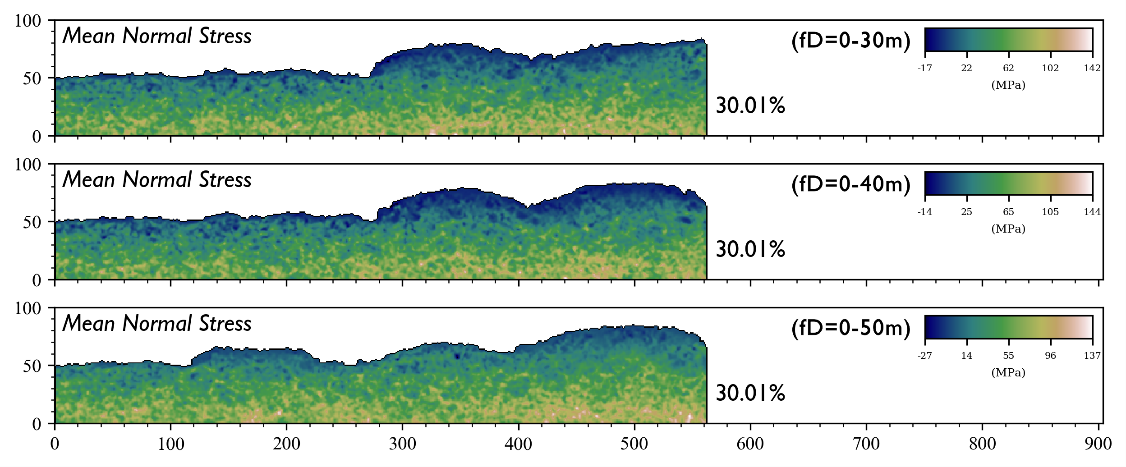 100
Mean Normal Stress
(fD=0-30m)
-17 22 62 102 142
(MPa)
50
30.01%
0
100
Mean Normal Stress
(fD=0-40m)
-14 25 65 105 144
(MPa)
50
30.01%
0
100
Mean Normal Stress
(fD=0-50m)
-27 14 55 96 137
(MPa)
50
30.01%
0
0 100 200 300 400 500 600 700 800 900